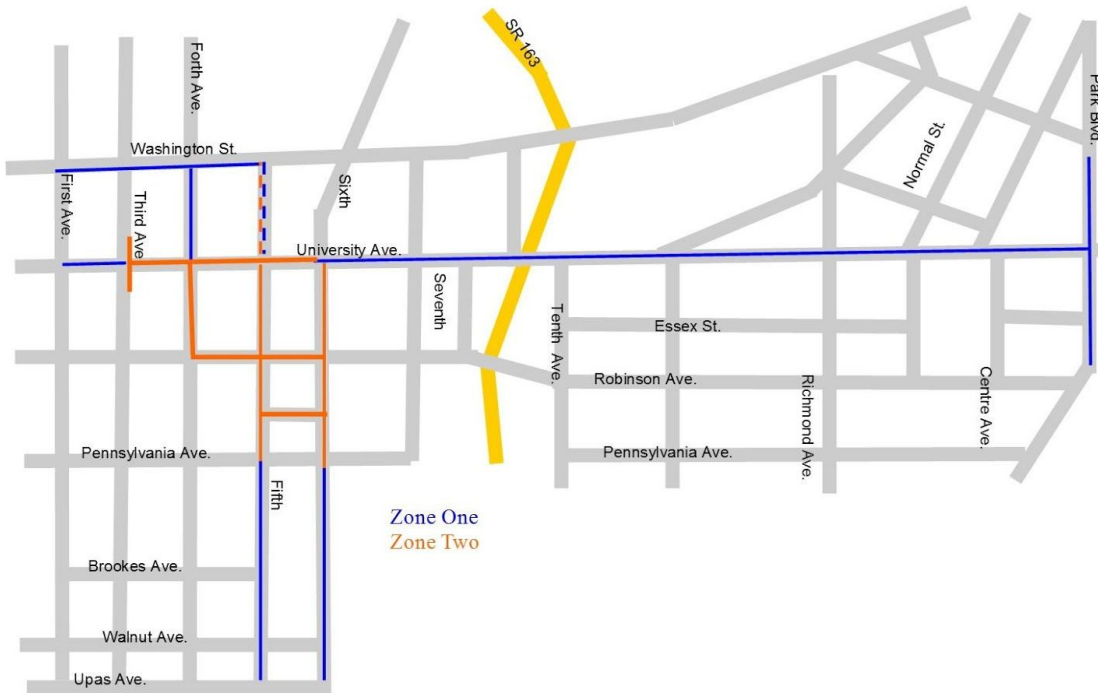 SR 163
Forth Ave.
Park Blvd.
Washington St.
Normal St.
First Ave.
Third Ave
Sixth
University Ave.
Seventh
Tenth Ave.
Essex St.
Robinson Ave.
Richmond Ave.
Centre Ave.
Pennsylvania Ave.
Pennsylvania Ave.
Fifth
Zone One
Zone Two
Brookes Ave.
Walnut Ave.
Upas Ave.